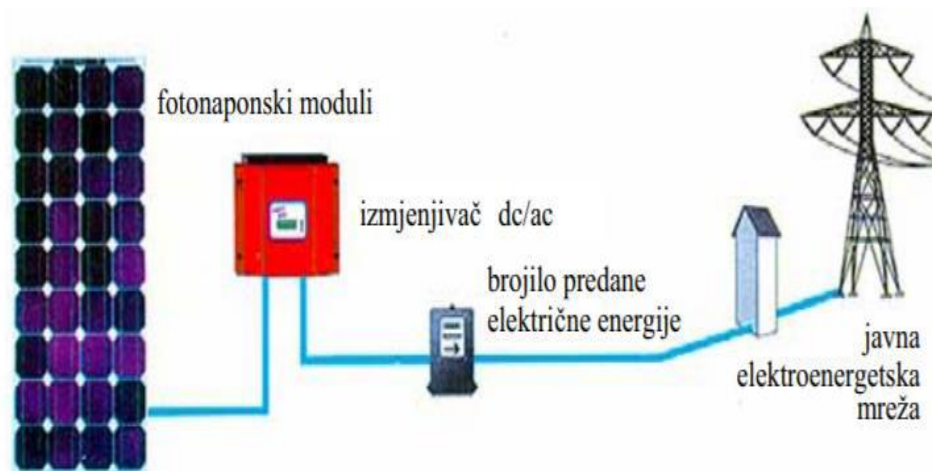 fotonaponski moduli
izmjenjivač dc/ac
brojilo predane
električne energije
javna
elektroenergetska
mreža